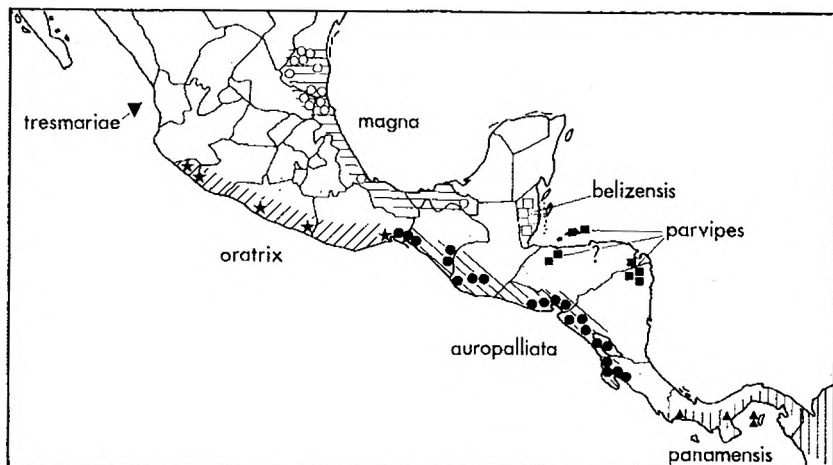 magna
tresmariae
belizensis
parvipes
?
oratrix
auropalliata
panamensis